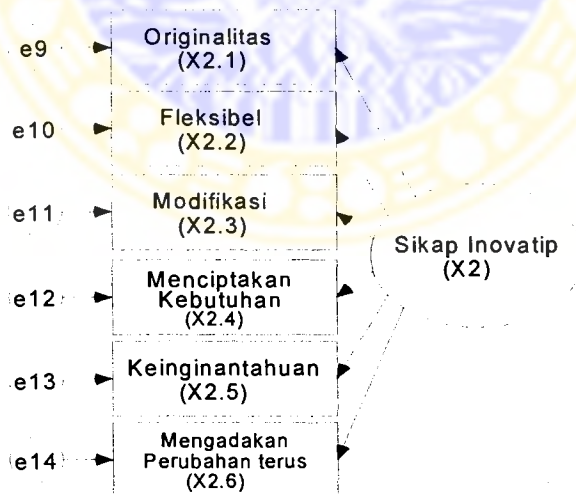 e9
Originalitas
(X2.1)
e10
Fleksibel
(X2.2)
e11
Modifikasi
(X2.3)
Sikap Inovatip
(X2)
e12
Menciptakan
Kebutuhan
(X2.4)
e13
Keinginantahuan
(X2.5)
e14
Mengadakan
Perubahan terus
(X2.6)